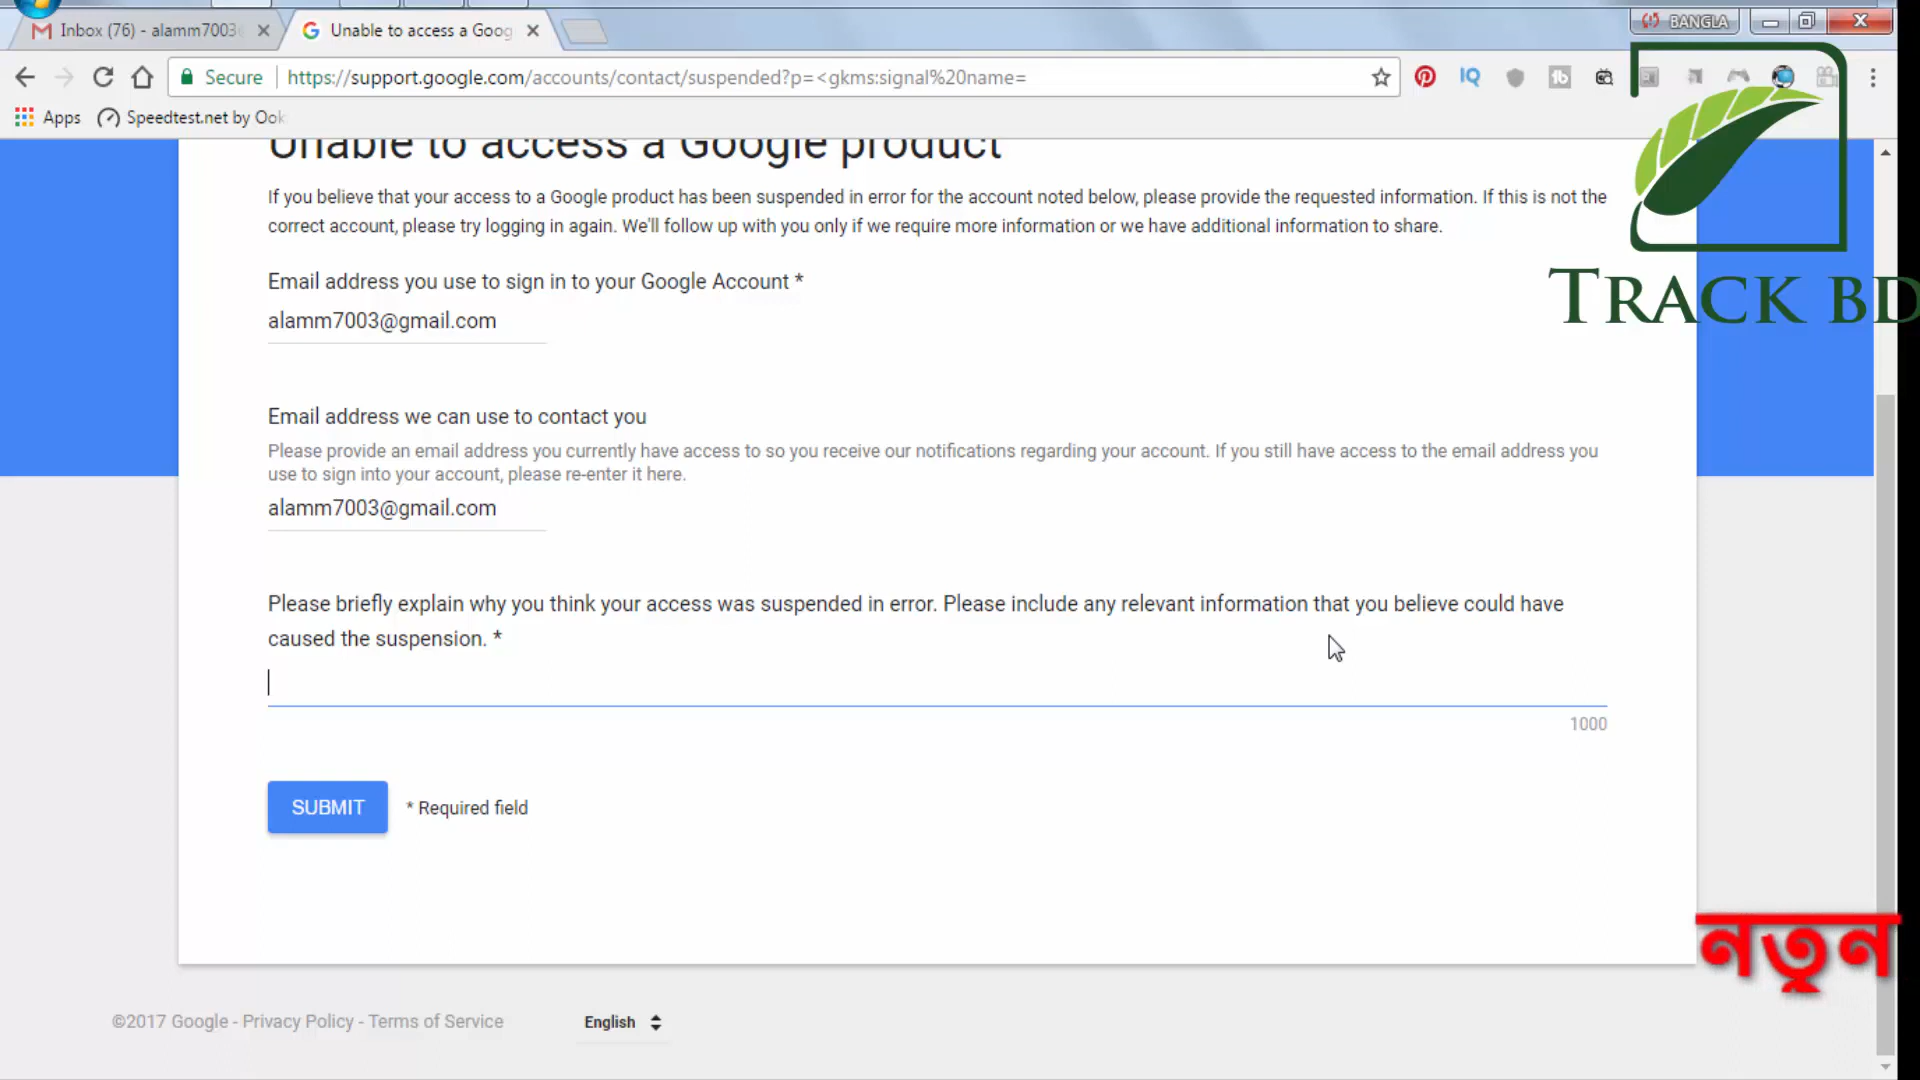 Inbox (76) - alamm7003
Unable to access a Goog
BANGLA
Secure
https://support.google.com/accounts/contact/suspended?p=<gkms:signal%20name=
IQ
Apps
Speedtest.net by Ook
TRACK BD
Unable to access a Google product
If you believe that your access to a Google product has been suspended in error for the account noted below, please provide the requested information. If this is not the
correct account, please try logging in again. We'll follow up with you only if we require more information or we have additional information to share.
Email address you use to sign in to your Google Account *
alamm7003@gmail.com
Email address we can use to contact you
Please provide an email address you currently have access to so you receive our notifications regarding your account. If you still have access to the email address you
use to sign into your account, please re-enter it here.
alamm7003@gmail.com
Please briefly explain why you think your access was suspended in error. Please include any relevant information that you believe could have
caused the suspension. *
1000
SUBMIT
* Required field
নতুন
©2017 Google - Privacy Policy - Terms of Service
English